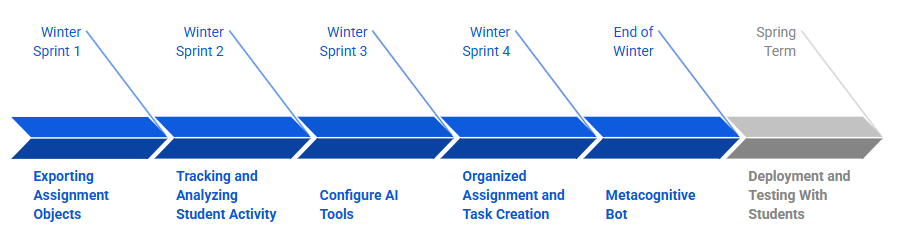 Winter
Sprint 1
Winter
Sprint 2
Winter
Sprint 3
Winter
Sprint 4
End of
Winter
Spring
Term
Exporting
Assignment
Objects
Tracking and
Analyzing
Student Activity
Configure AI
Tools
Organized
Assignment and
Task Creation
Metacognitive
Bot
Deployment and
Testing With
Students